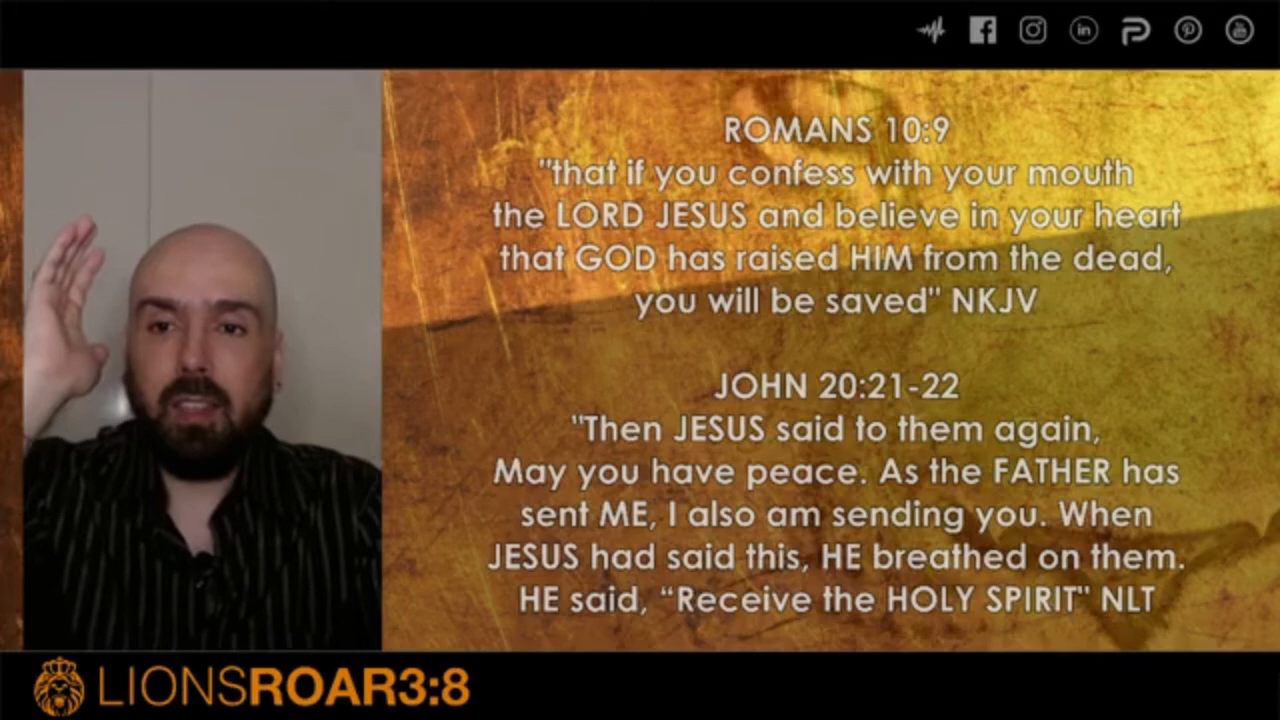 ROMANS 10:9
"that if you confess with your mouth
the LORD JESUS and believe in your heart
that GOD has raised HIM from the dead,
you will be saved" NKJV
JOHN 20:21-22
"Then JESUS said to them again,
May you have peace. As the FATHER has
sent ME, I also am sending you. When
JESUS had said this, HE breathed on them.
HE said, “Receive the HOLY SPIRIT" NLT
LIONSROAR3:8